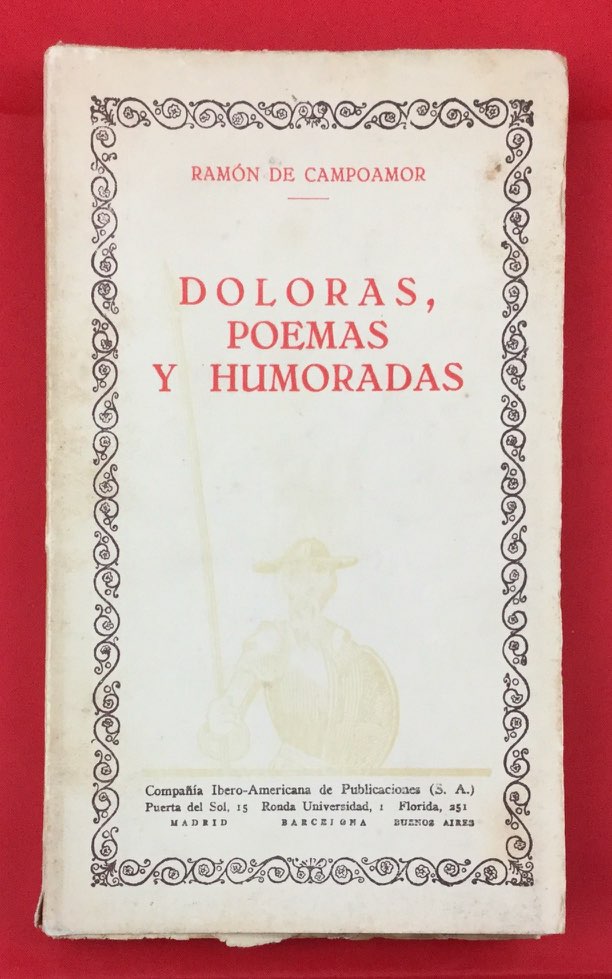 RAMÓN DE CAMPOAMOR
DOLORAS,
POEMAS
Y HUMORADAS
Compañía Ibero-Americana de Publicaciones (S. A.)
Puerta del Sol, 15 Ronda Universidad, 1 Florida, 251
MADRID BARCELONA BUENOS AIRES